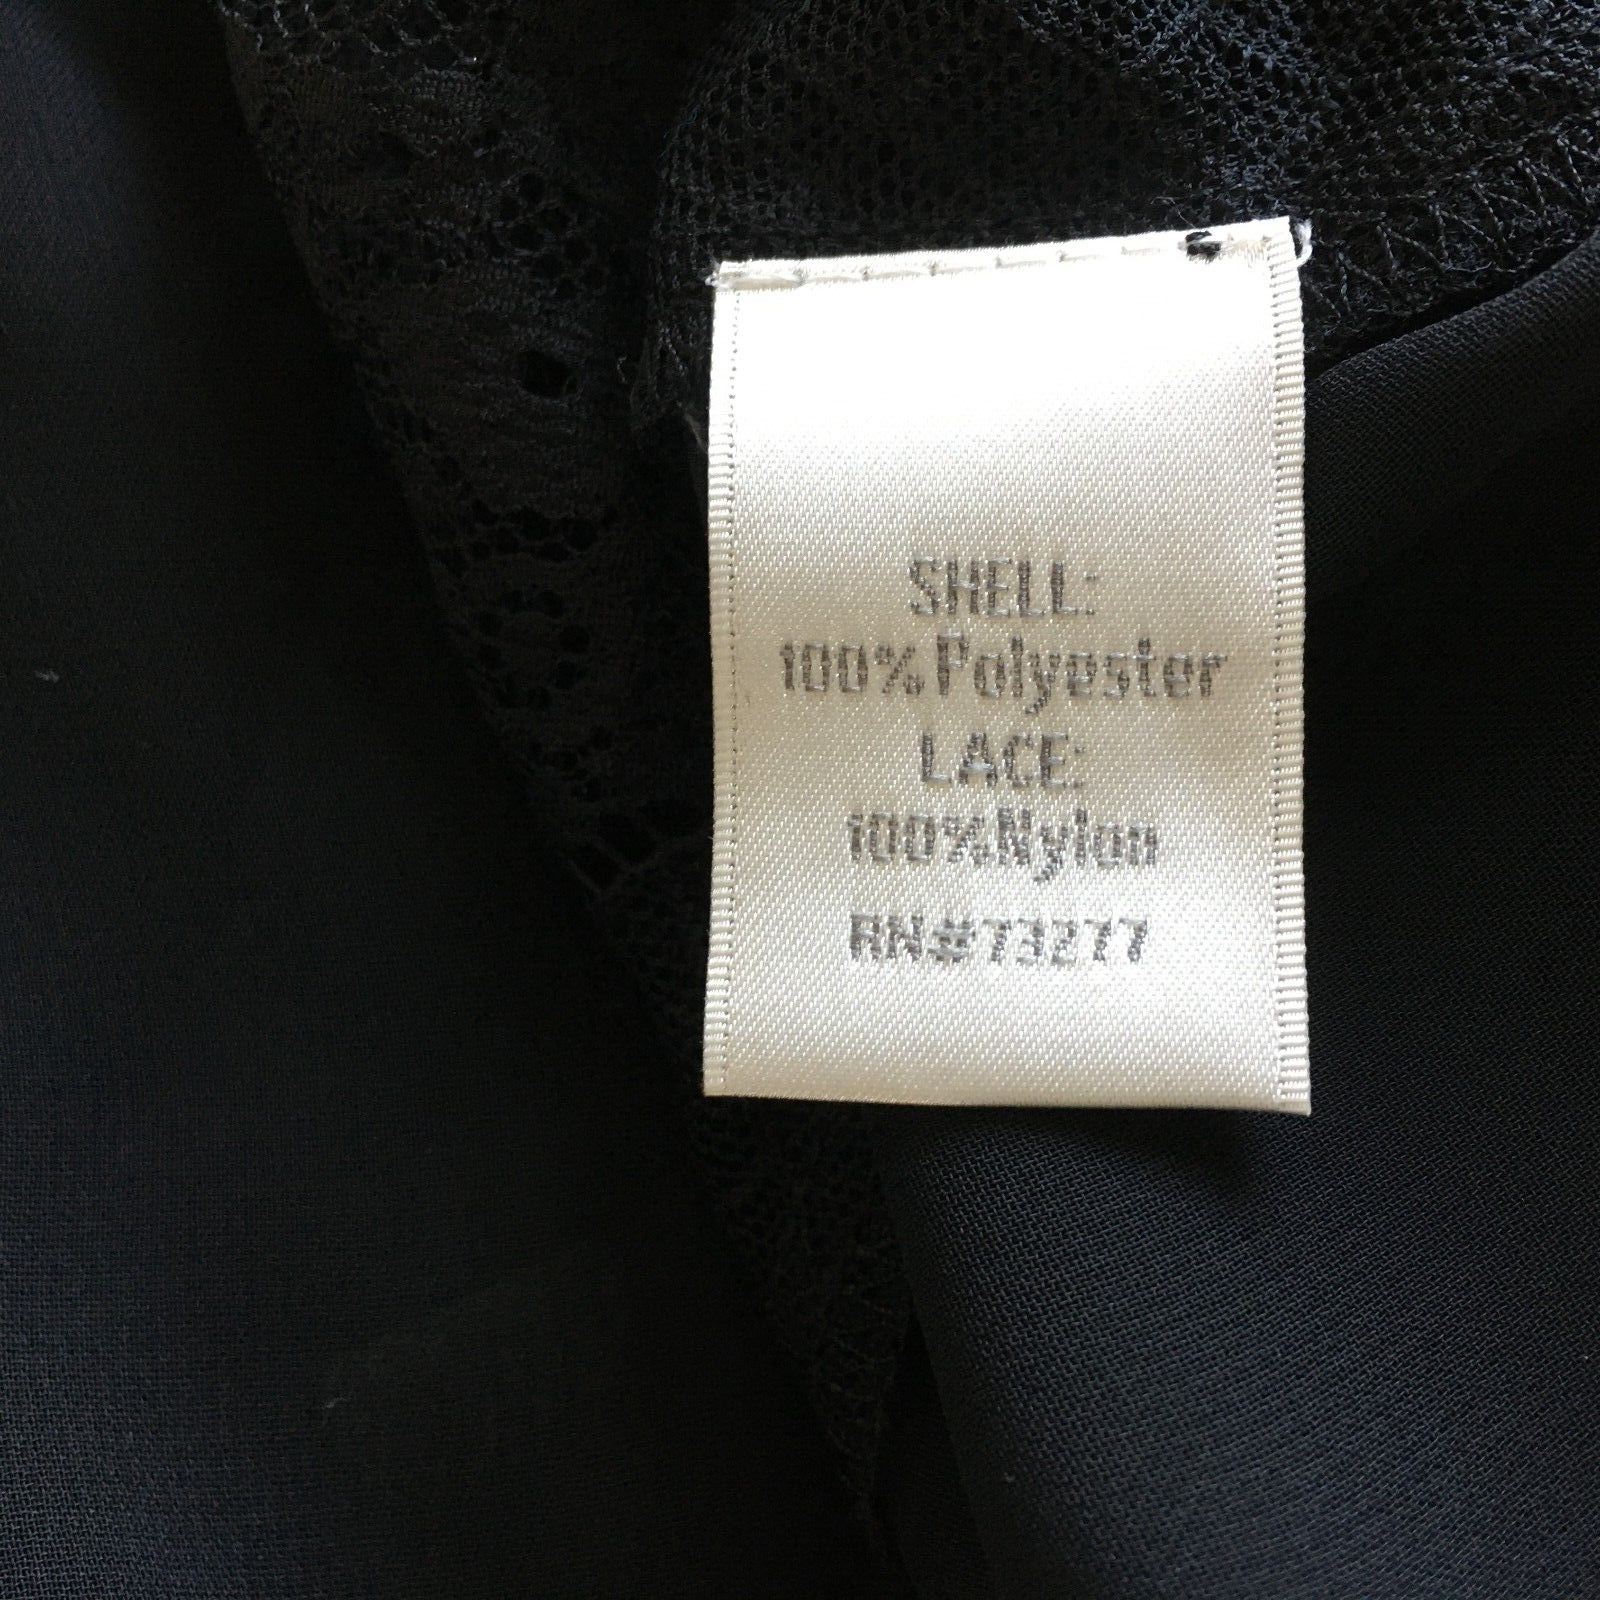 SHELL:
100%Polyester
LACE:
100%Nylon
RN#73277